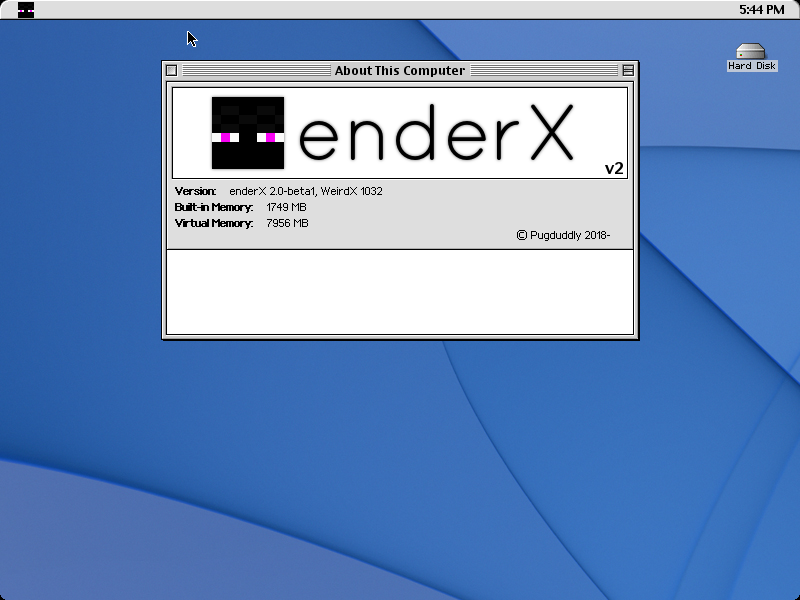 5:44 PM
Hard Disk
About This Computer
enderX
v2
Version: enderX 2.0-beta1, WeirdX 1032
Built-in Memory: 1749 MB
Virtual Memory: 7956 MB
© Pugduddly 2018-